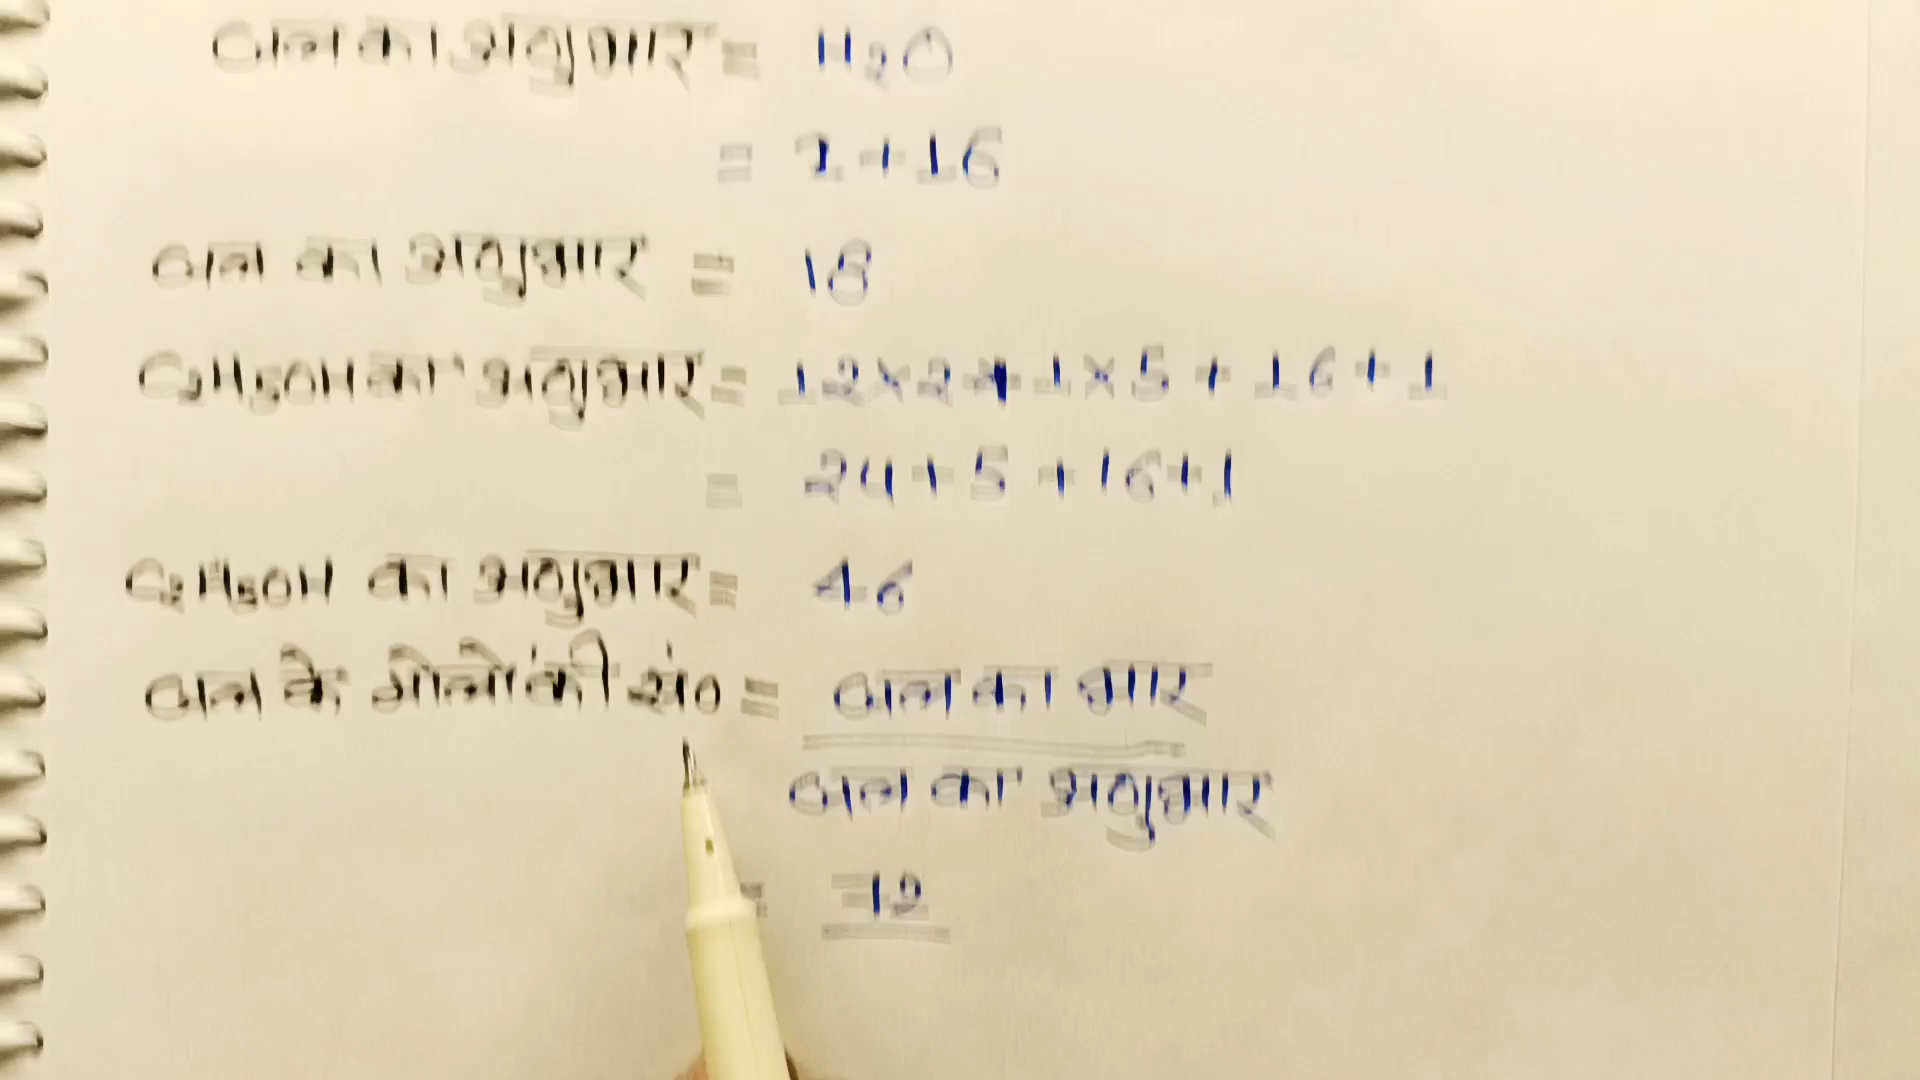 जल का अणुभार = H₂O
= 2 + 16
जल का अणुभार = 18
C₂H₅OH का अणुभार = 12×2+1×5+16+1
= 24+5+16+1
C₂H₅OH का अणुभार = 46
जल के मोलों की सं० = जल का भार
जल का अणुभार
= 72